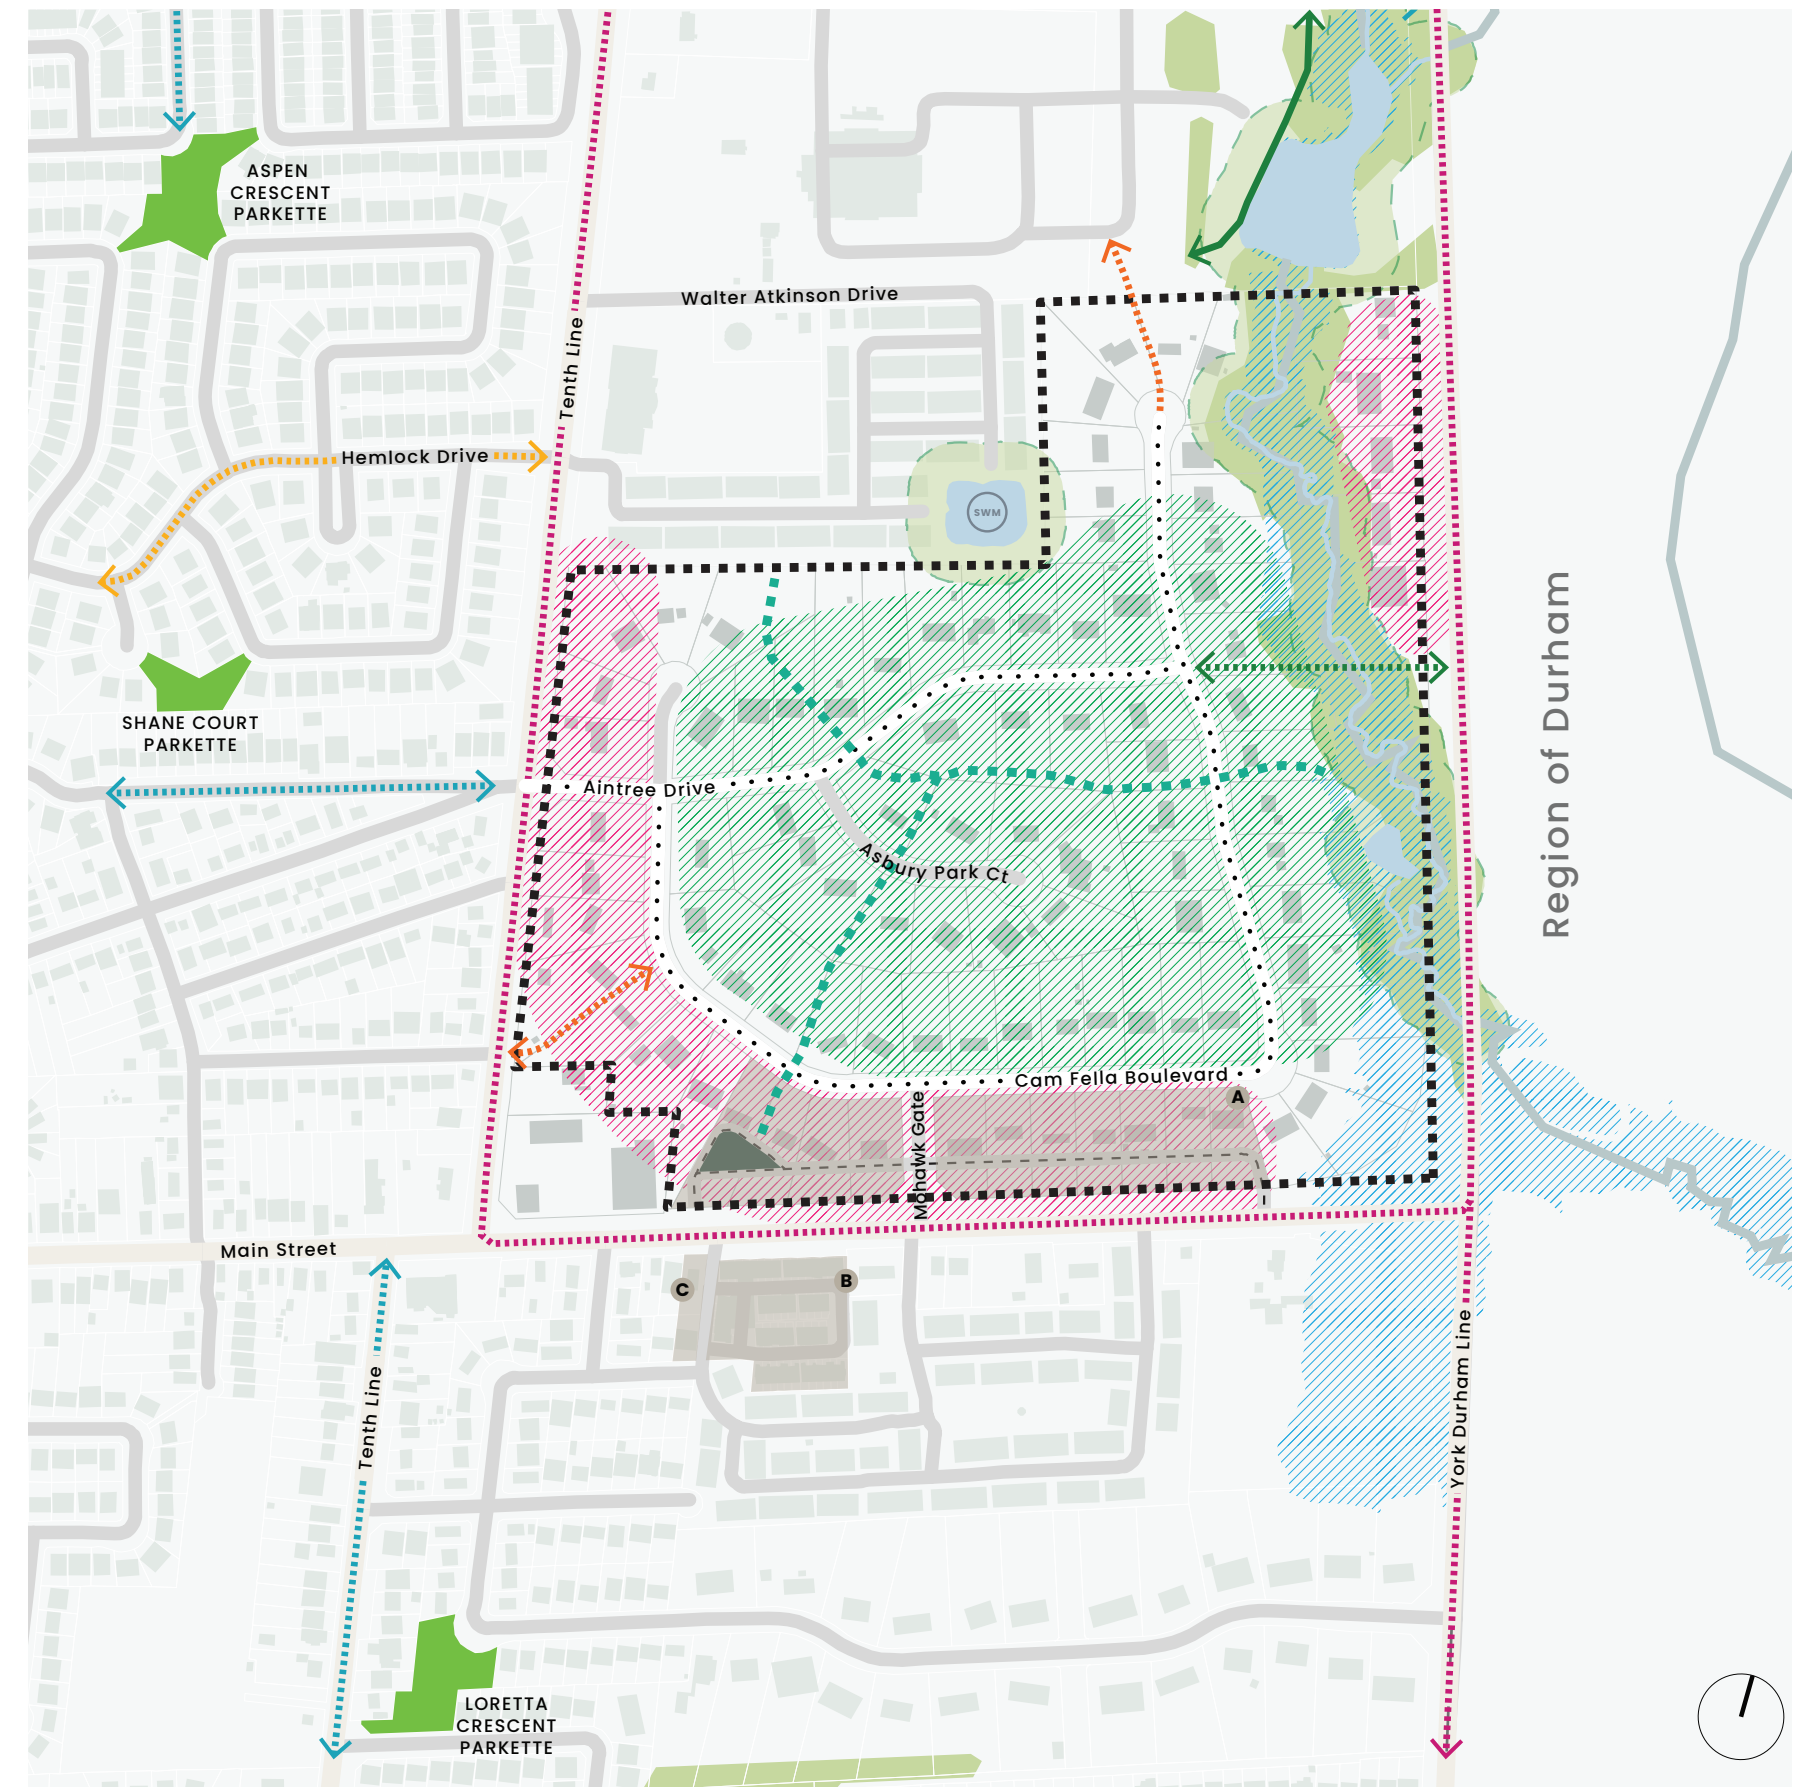 ASPEN
CRESCENT
PARKETTE
Walter Atkinson Drive
Tenth Line
Hemlock Drive
SWM
Region of Durham
SHANE COURT
PARKETTE
Aintree Drive
Asbury Park Ct
Cam Fella Boulevard
A
Mohawk Gate
Main Street
C
B
Tenth Line
York Durham Line
LORETTA
CRESCENT
PARKETTE